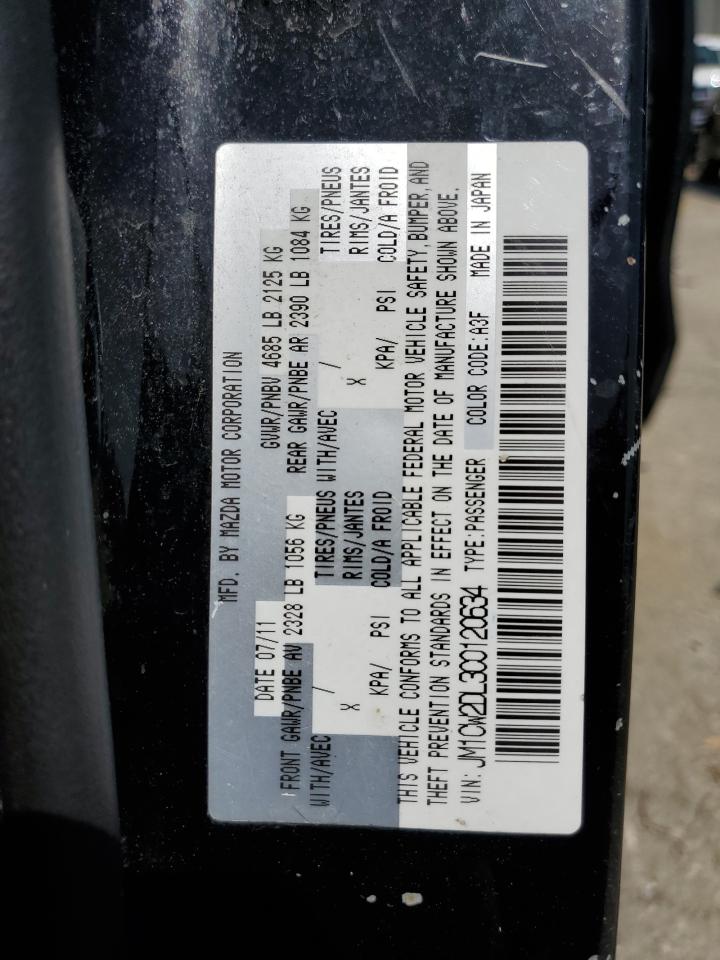 MFD. BY MAZDA MOTOR CORPORATION
DATE 07/11 GVWR/PNBV 4685 LB 2125 KG
FRONT GAWR/PNBE AV 2328 LB 1056 KG REAR GAWR/PNBE AR 2390 LB 1084 KG
WITH/AVEC / TIRES/PNEUS WITH/AVEC / TIRES/PNEUS
X RIMS/JANTES X RIMS/JANTES
KPA/ PSI COLD/A FROID KPA/ PSI COLD/A FROID
THIS VEHICLE CONFORMS TO ALL APPLICABLE FEDERAL MOTOR VEHICLE SAFETY, BUMPER, AND
THEFT PREVENTION STANDARDS IN EFFECT ON THE DATE OF MANUFACTURE SHOWN ABOVE.
VIN: JM1CW2DL3C0120634 TYPE:PASSENGER COLOR CODE:A3F MADE IN JAPAN